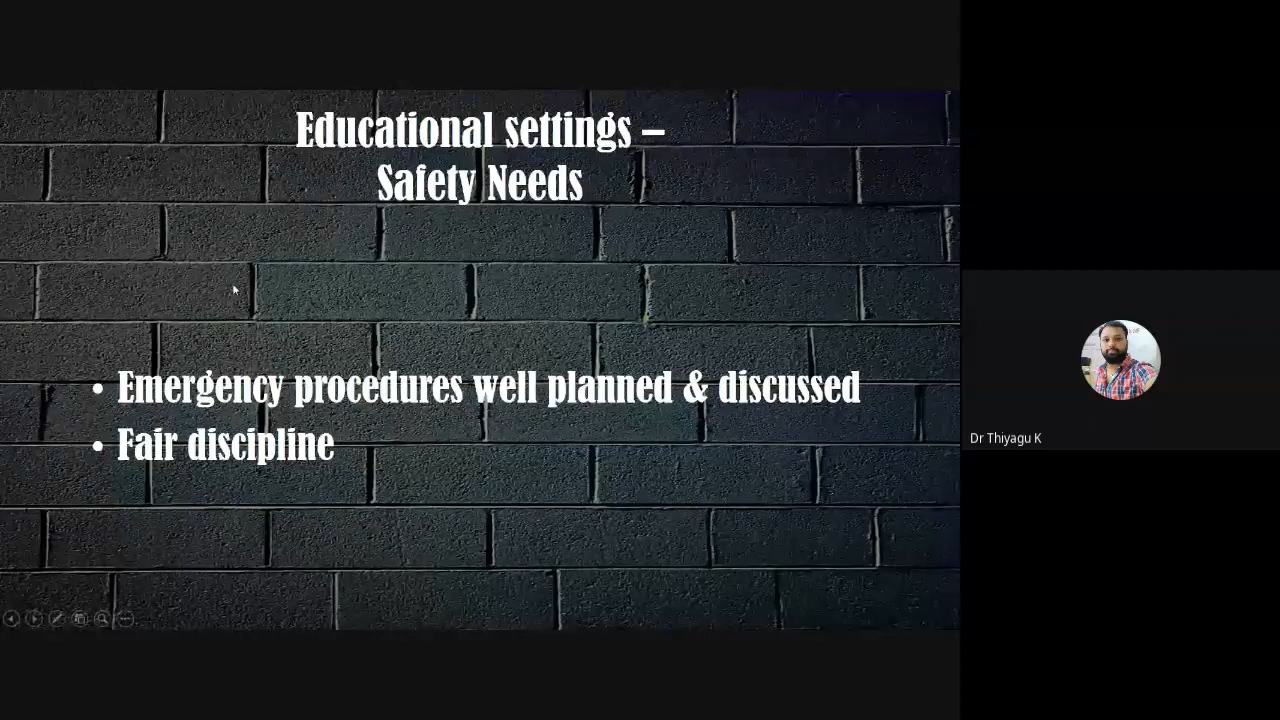 Educational settings –
Safety Needs
• Emergency procedures well planned & discussed
• Fair discipline
Dr Thiyagu K